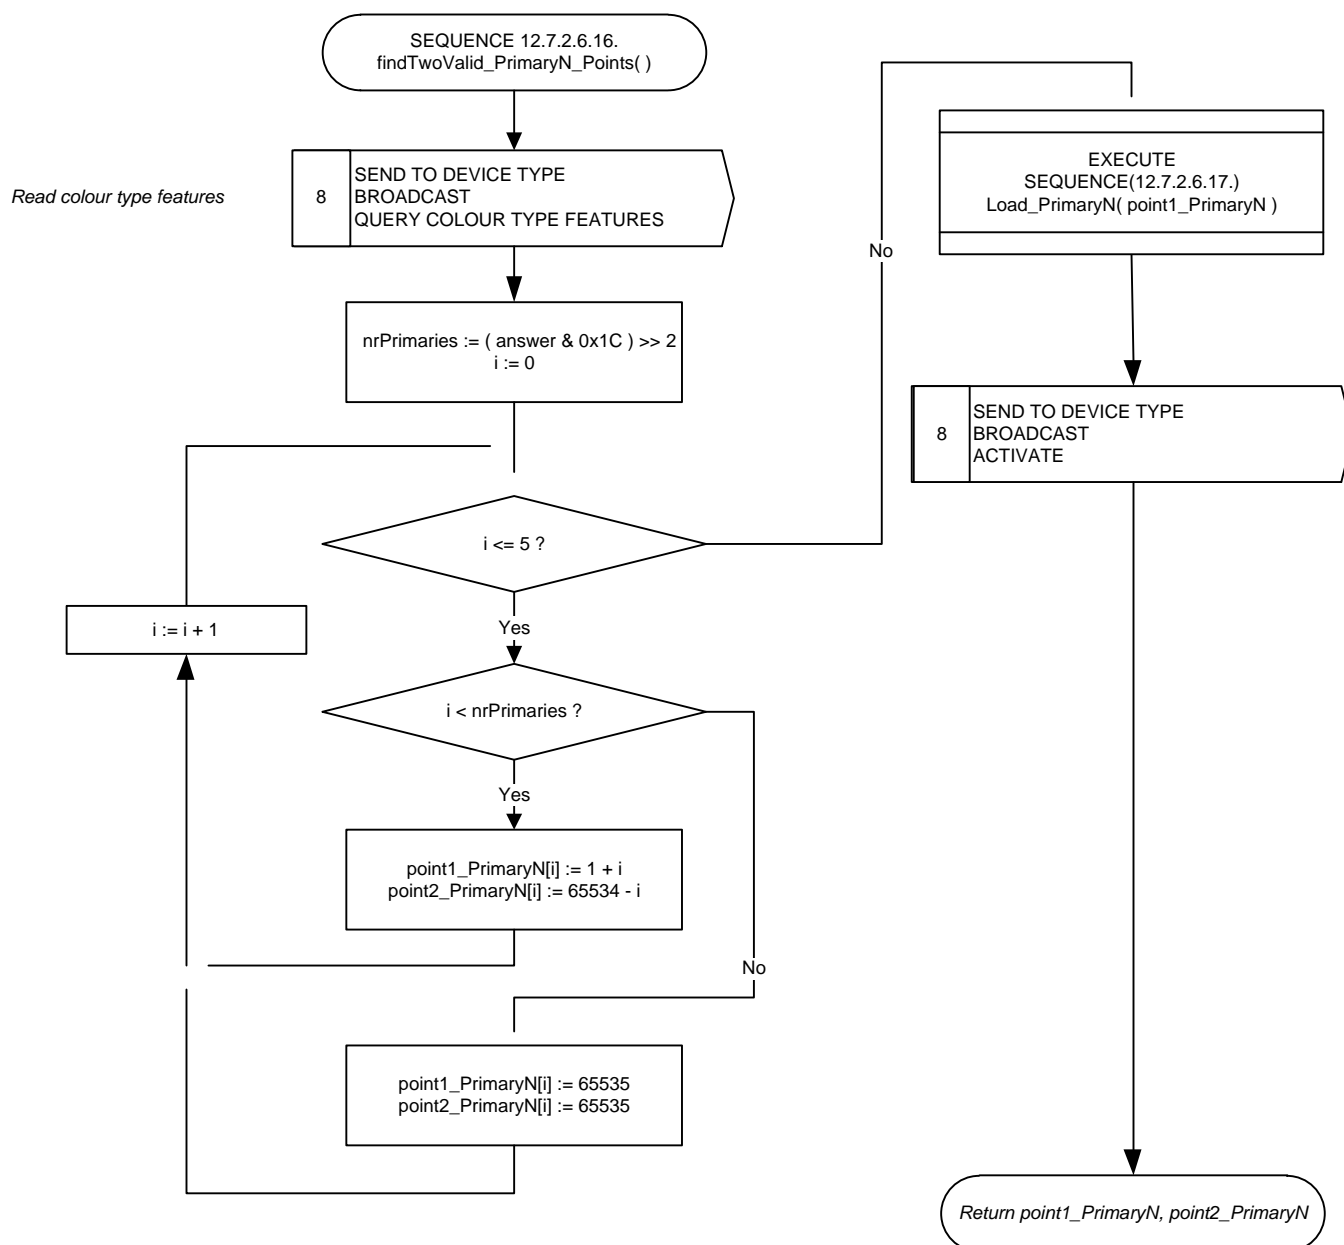 SEQUENCE 12.7.2.6.16.
findTwoValid_PrimaryN_Points( )
Read colour type features
8
SEND TO DEVICE TYPE
BROADCAST
QUERY COLOUR TYPE FEATURES
nrPrimaries := ( answer & 0x1C ) >> 2
i := 0
i <= 5 ?
Yes
No
i := i + 1
i < nrPrimaries ?
Yes
No
point1_PrimaryN[i] := 1 + i
point2_PrimaryN[i] := 65534 - i
point1_PrimaryN[i] := 65535
point2_PrimaryN[i] := 65535
EXECUTE
SEQUENCE(12.7.2.6.17.)
Load_PrimaryN( point1_PrimaryN )
8
SEND TO DEVICE TYPE
BROADCAST
ACTIVATE
Return point1_PrimaryN, point2_PrimaryN